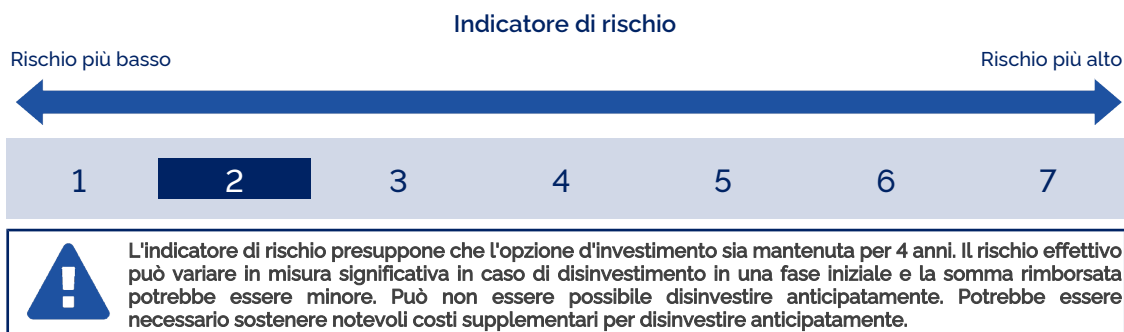 Indicatore di rischio
Rischio più basso
Rischio più alto
1 2 3 4 5 6 7
L'indicatore di rischio presuppone che l'opzione d'investimento sia mantenuta per 4 anni. Il rischio effettivo
può variare in misura significativa in caso di disinvestimento in una fase iniziale e la somma rimborsata
potrebbe essere minore. Può non essere possibile disinvestire anticipatamente. Potrebbe essere
necessario sostenere notevoli costi supplementari per disinvestire anticipatamente.